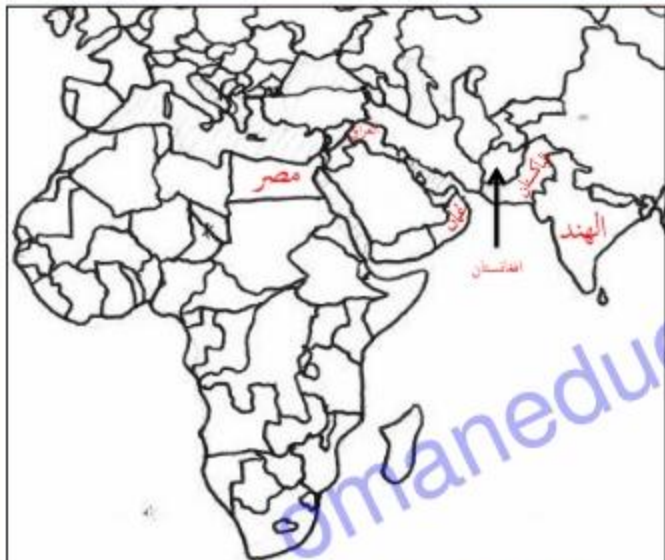 العراق
مصر
باكستان
عمان
الهند
افغانستان
omanedu